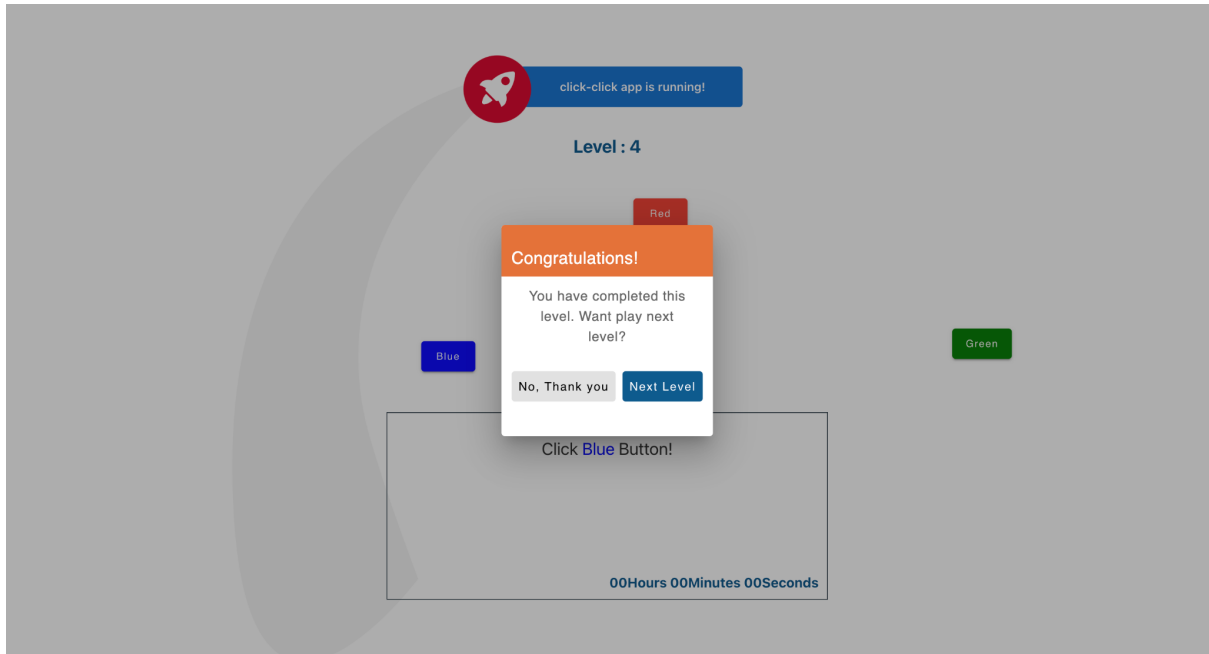 click-click app is running!
Level : 4
Red
Congratulations!
You have completed this
level. Want play next
level?
Blue
Green
No, Thank you
Next Level
Click Blue Button!
00Hours 00Minutes 00Seconds